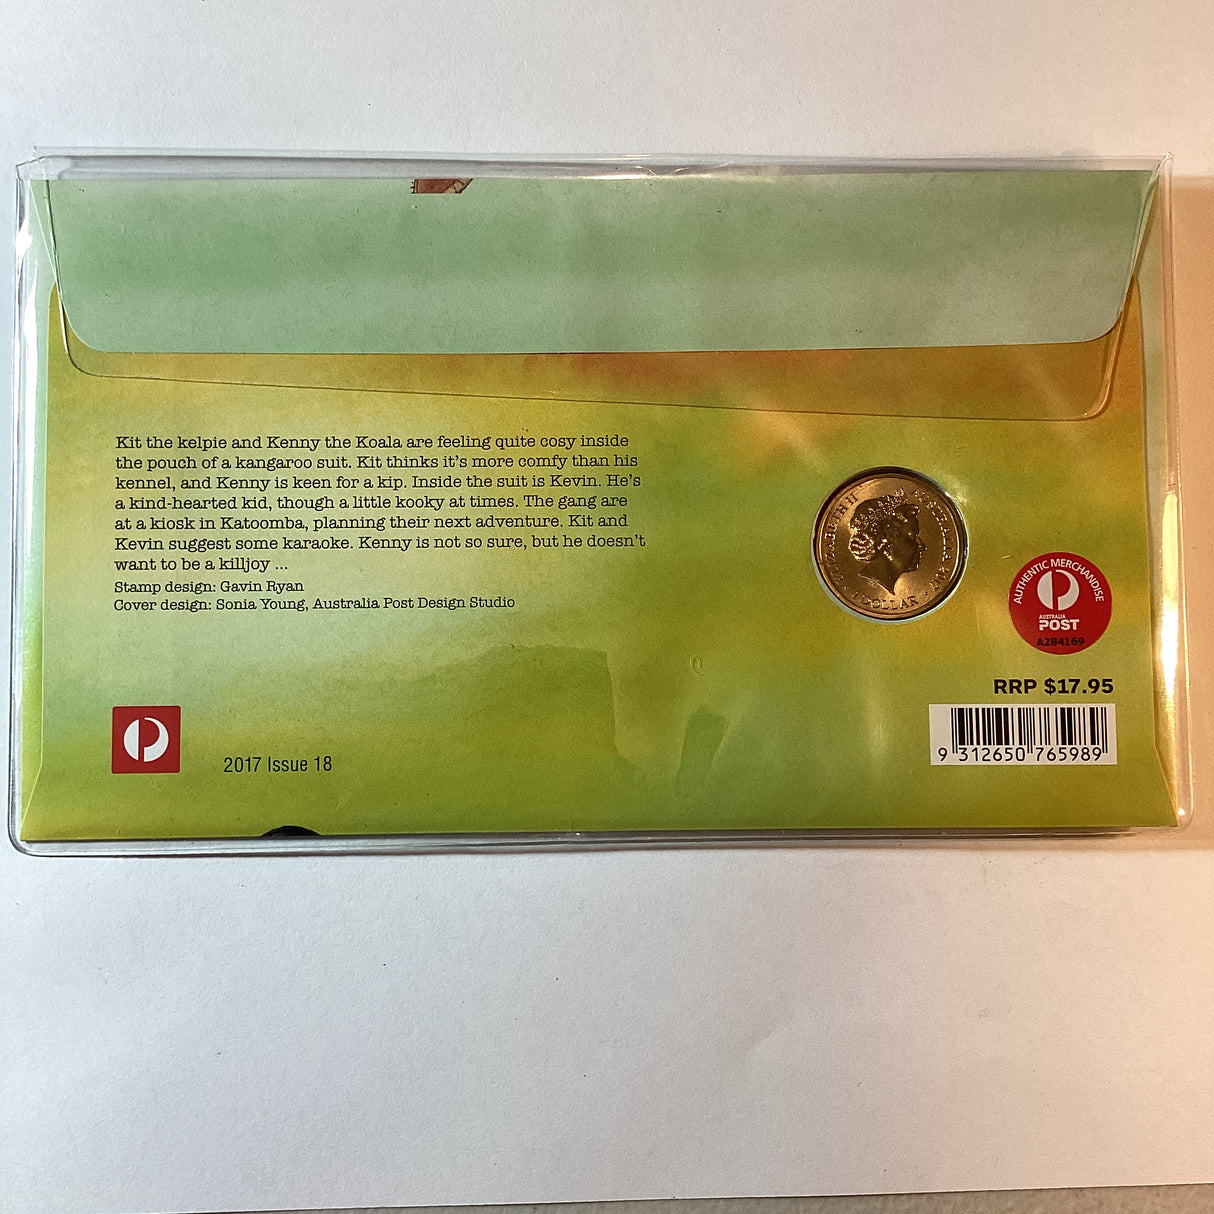 Kit the kelpie and Kenny the Koala are feeling quite cosy inside
the pouch of a kangaroo suit. Kit thinks it's more comfy than his
kennel, and Kenny is keen for a kip. Inside the suit is Kevin. He's
a kind-hearted kid, though a little kooky at times. The gang are
at a kiosk in Katoomba, planning their next adventure. Kit and
Kevin suggest some karaoke. Kenny is not so sure, but he doesn't
want to be a killjoy ...
Stamp design: Gavin Ryan
Cover design: Sonia Young, Australia Post Design Studio
2017 Issue 18
ELIZABETH II
AUSTRALIA 2017
1 DOLLAR
AUTHENTIC MERCHANDISE
AUSTRALIA
POST
A284169
RRP $17.95
9 312650 765989